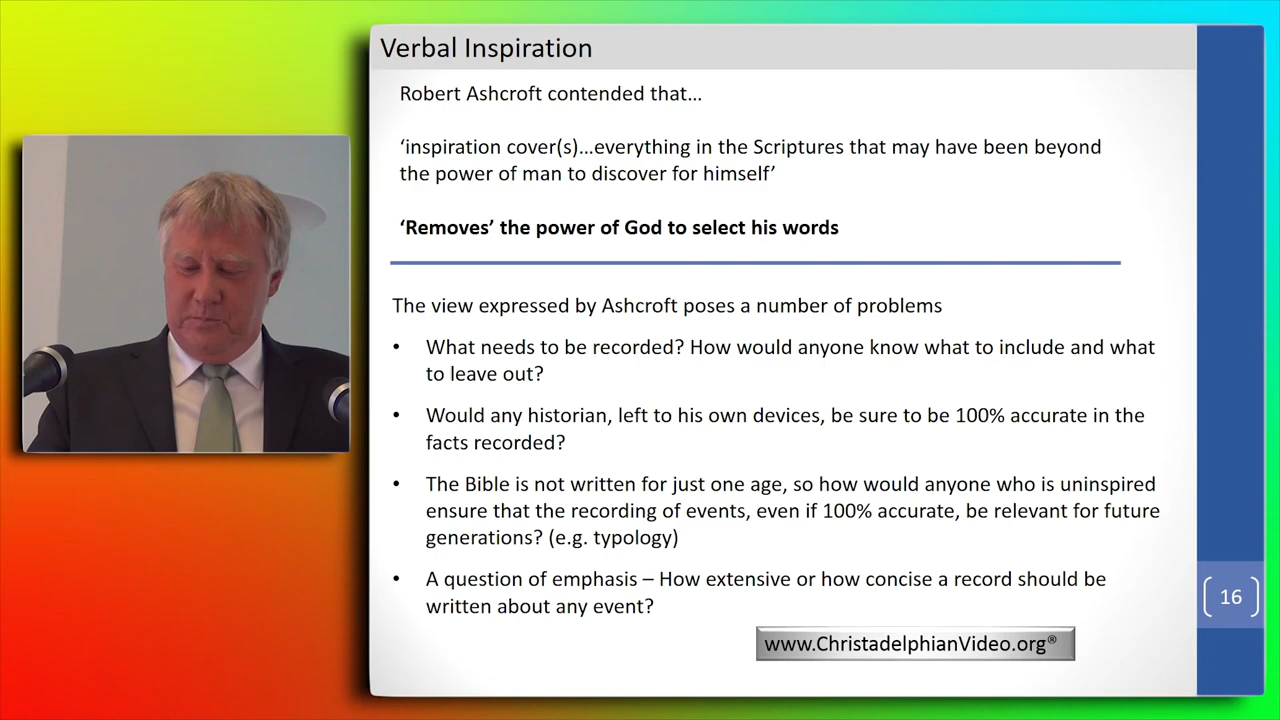 Verbal Inspiration
Robert Ashcroft contended that...
‘inspiration cover(s)...everything in the Scriptures that may have been beyond
the power of man to discover for himself’
‘Removes’ the power of God to select his words
The view expressed by Ashcroft poses a number of problems
• What needs to be recorded? How would anyone know what to include and what
to leave out?
• Would any historian, left to his own devices, be sure to be 100% accurate in the
facts recorded?
• The Bible is not written for just one age, so how would anyone who is uninspired
ensure that the recording of events, even if 100% accurate, be relevant for future
generations? (e.g. typology)
• A question of emphasis – How extensive or how concise a record should be
written about any event?
16
www.ChristadelphianVideo.org®